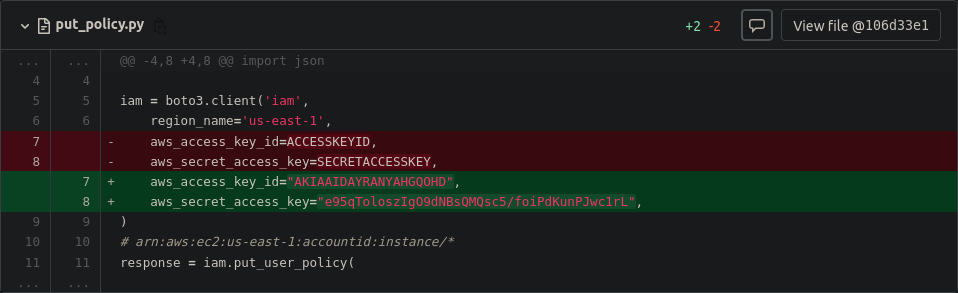 put_policy.py
+2 -2
View file @106d33e1
... ... @@ -4,8 +4,8 @@ import json
4 4
5 5 iam = boto3.client('iam',
6 6 region_name='us-east-1',
7 - aws_access_key_id=ACCESSKEYID,
8 - aws_secret_access_key=SECRETACCESSKEY,
7 + aws_access_key_id="AKIAAIDAYRANYAHGQOHD",
8 + aws_secret_access_key="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",
9 9 )
10 10 # arn:aws:ec2:us-east-1:accountid:instance/*
11 11 response = iam.put_user_policy(
... ...